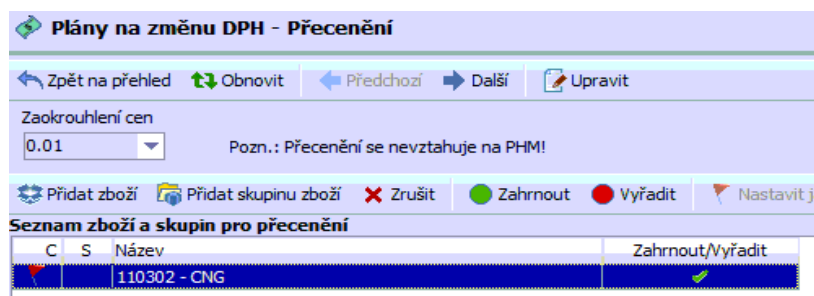 Plány na změnu DPH - Přecenění
Zpět na přehled Obnovit Předchozí Další Upravit
Zaokrouhlení cen
0.01 Pozn.: Přecenění se nevztahuje na PHM!
Přidat zboží Přidat skupinu zboží Zrušit Zahrnout Vyřadit Nastavit j
Seznam zboží a skupin pro přecenění
C S Název Zahrnout/Vyřadit
110302 - CNG